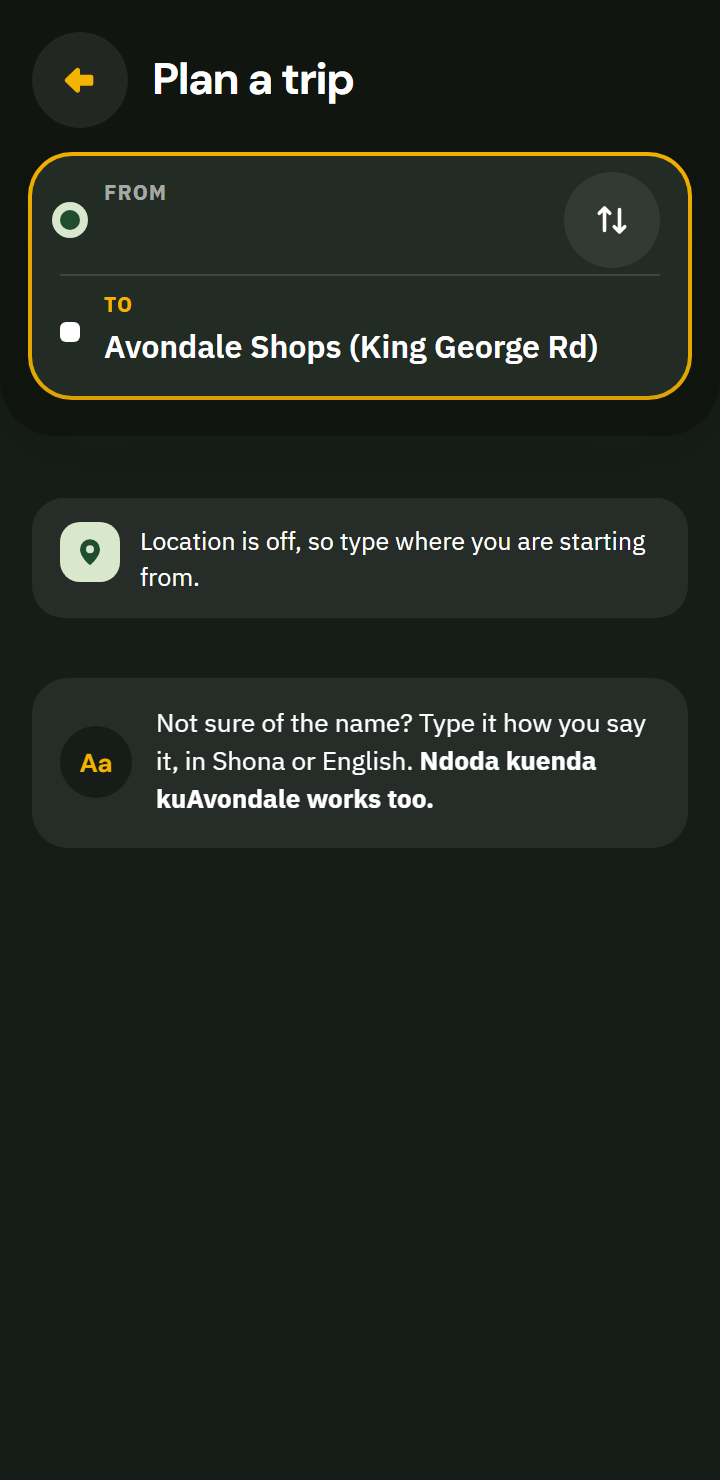 Plan a trip
FROM
TO
Avondale Shops (King George Rd)
Location is off, so type where you are starting
from.
Aa
Not sure of the name? Type it how you say
it, in Shona or English. Ndoda kuenda
kuAvondale works too.